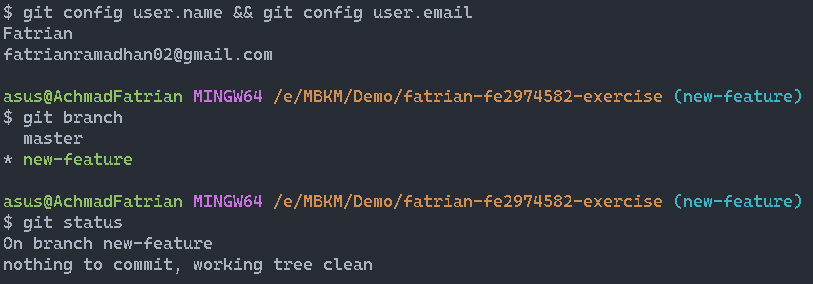 $ git config user.name && git config user.email
Fatrian
fatrianramadhan02@gmail.com
asus@AchmadFatrian MINGW64 /e/MBKM/Demo/fatrian-fe2974582-exercise (new-feature)
$ git branch
  master
* new-feature
asus@AchmadFatrian MINGW64 /e/MBKM/Demo/fatrian-fe2974582-exercise (new-feature)
$ git status
On branch new-feature
nothing to commit, working tree clean